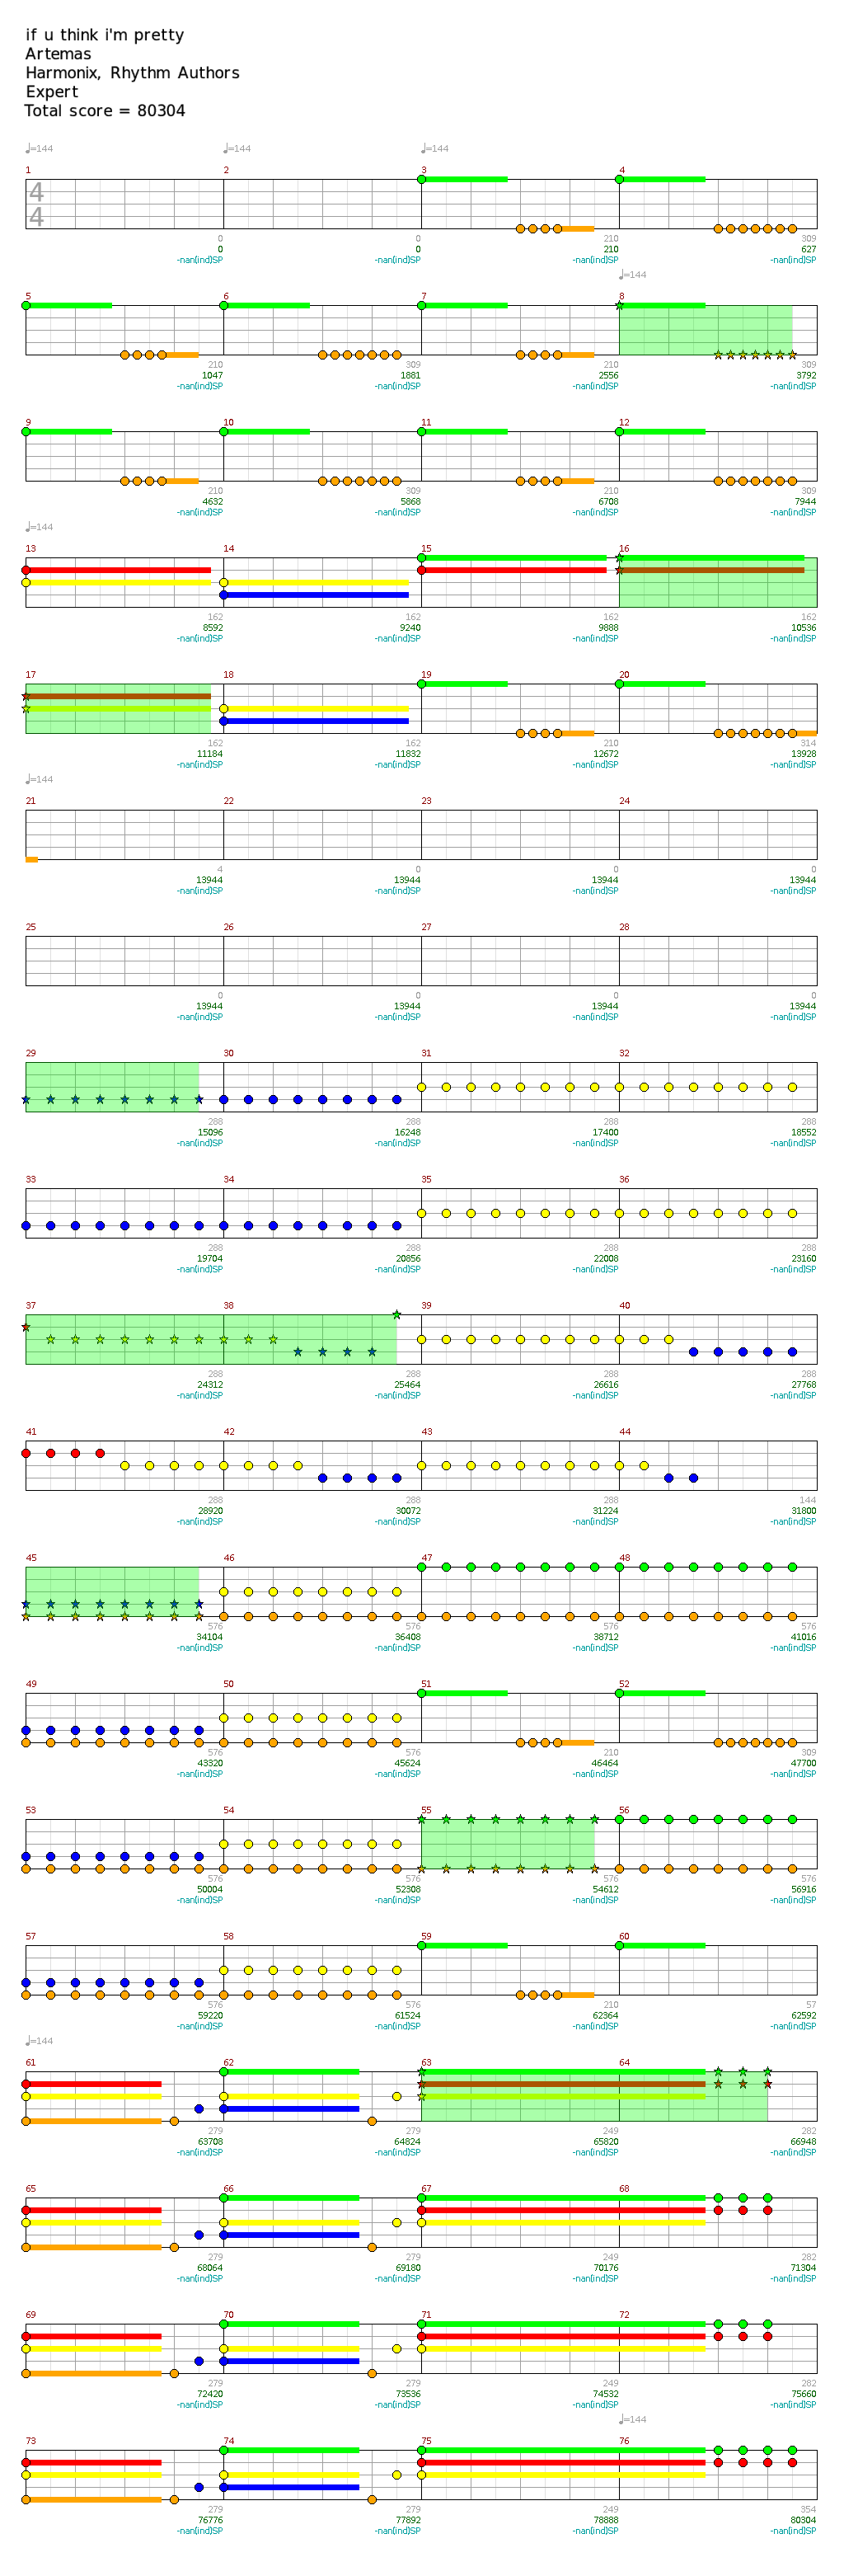 if u think i'm pretty
Artemas
Harmonix, Rhythm Authors
Expert
Total score = 80304
♩=144 ♩=144 ♩=144
1 2 3 4
4
4
0 0 210 309
0 0 210 627
-nan(ind)SP -nan(ind)SP -nan(ind)SP -nan(ind)SP
♩=144
5 6 7 8
210 309 210 309
1047 1881 2556 3792
-nan(ind)SP -nan(ind)SP -nan(ind)SP -nan(ind)SP
9 10 11 12
210 309 210 309
4632 5868 6708 7944
-nan(ind)SP -nan(ind)SP -nan(ind)SP -nan(ind)SP
♩=144
13 14 15 16
162 162 162 162
8592 9240 9888 10536
-nan(ind)SP -nan(ind)SP -nan(ind)SP -nan(ind)SP
17 18 19 20
162 162 210 314
11184 11832 12672 13928
-nan(ind)SP -nan(ind)SP -nan(ind)SP -nan(ind)SP
♩=144
21 22 23 24
4 0 0 0
13944 13944 13944 13944
-nan(ind)SP -nan(ind)SP -nan(ind)SP -nan(ind)SP
25 26 27 28
0 0 0 0
13944 13944 13944 13944
-nan(ind)SP -nan(ind)SP -nan(ind)SP -nan(ind)SP
29 30 31 32
288 288 288 288
15096 16248 17400 18552
-nan(ind)SP -nan(ind)SP -nan(ind)SP -nan(ind)SP
33 34 35 36
288 288 288 288
19704 20856 22008 23160
-nan(ind)SP -nan(ind)SP -nan(ind)SP -nan(ind)SP
37 38 39 40
288 288 288 288
24312 25464 26616 27768
-nan(ind)SP -nan(ind)SP -nan(ind)SP -nan(ind)SP
41 42 43 44
288 288 288 144
28920 30072 31224 31800
-nan(ind)SP -nan(ind)SP -nan(ind)SP -nan(ind)SP
45 46 47 48
576 576 576 576
34104 36408 38712 41016
-nan(ind)SP -nan(ind)SP -nan(ind)SP -nan(ind)SP
49 50 51 52
576 576 210 309
43320 45624 46464 47700
-nan(ind)SP -nan(ind)SP -nan(ind)SP -nan(ind)SP
53 54 55 56
576 576 576 576
50004 52308 54612 56916
-nan(ind)SP -nan(ind)SP -nan(ind)SP -nan(ind)SP
57 58 59 60
576 576 210 57
59220 61524 62364 62592
-nan(ind)SP -nan(ind)SP -nan(ind)SP -nan(ind)SP
♩=144
61 62 63 64
279 279 249 282
63708 64824 65820 66948
-nan(ind)SP -nan(ind)SP -nan(ind)SP -nan(ind)SP
65 66 67 68
279 279 249 282
68064 69180 70176 71304
-nan(ind)SP -nan(ind)SP -nan(ind)SP -nan(ind)SP
69 70 71 72
279 279 249 282
72420 73536 74532 75660
-nan(ind)SP -nan(ind)SP -nan(ind)SP -nan(ind)SP
♩=144
73 74 75 76
279 279 249 354
76776 77892 78888 80304
-nan(ind)SP -nan(ind)SP -nan(ind)SP -nan(ind)SP